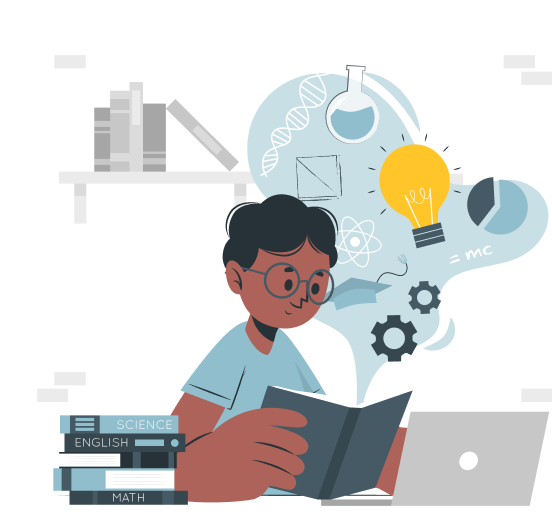 = mc
SCIENCE
ENGLISH
MATH